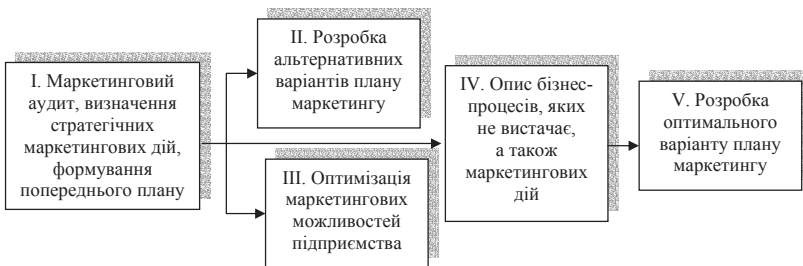 I. Маркетинговий
аудит, визначення
стратегічних
маркетингових дій,
формування
попереднього плану
II. Розробка
альтернативних
варіантів плану
маркетингу
III. Оптимізація
маркетингових
можливостей
підприємства
IV. Опис бізнес-
процесів, яких
не вистачає,
а також
маркетингових
дій
V. Розробка
оптимального
варіанту плану
маркетингу